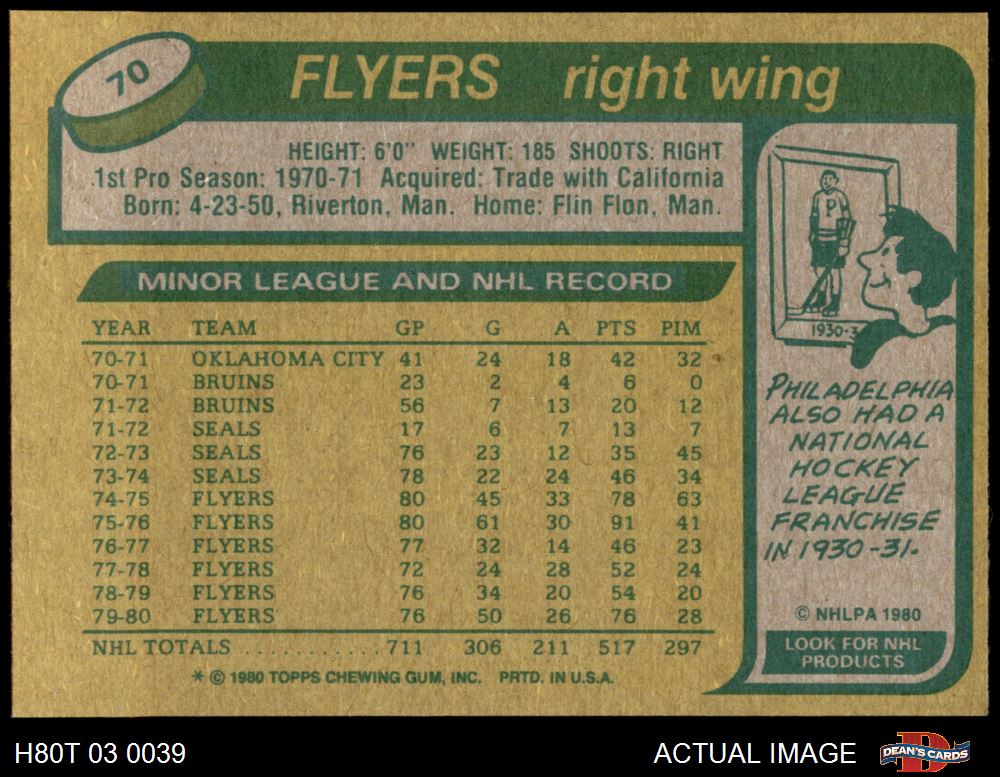 70
FLYERS right wing
HEIGHT: 6'0" WEIGHT: 185 SHOOTS: RIGHT
1st Pro Season: 1970-71 Acquired: Trade with California
Born: 4-23-50, Riverton, Man. Home: Flin Flon, Man.
MINOR LEAGUE AND NHL RECORD
YEAR TEAM GP G A PTS PIM
70-71 OKLAHOMA CITY 41 24 18 42 32
70-71 BRUINS 23 2 4 6 0
71-72 BRUINS 56 7 13 20 12
71-72 SEALS 17 6 7 13 7
72-73 SEALS 76 23 12 35 45
73-74 SEALS 78 22 24 46 34
74-75 FLYERS 80 45 33 78 63
75-76 FLYERS 80 61 30 91 41
76-77 FLYERS 77 32 14 46 23
77-78 FLYERS 72 24 28 52 24
78-79 FLYERS 76 34 20 54 20
79-80 FLYERS 76 50 26 76 28
NHL TOTALS ........... 711 306 211 517 297
* © 1980 TOPPS CHEWING GUM, INC. PRTD. IN U.S.A.
P
1930-3
PHILADELPHIA
ALSO HAD A
NATIONAL
HOCKEY
LEAGUE
FRANCHISE
IN 1930-31.
© NHLPA 1980
LOOK FOR NHL
PRODUCTS
H80T 03 0039
ACTUAL IMAGE
D
DEAN'S CARDS